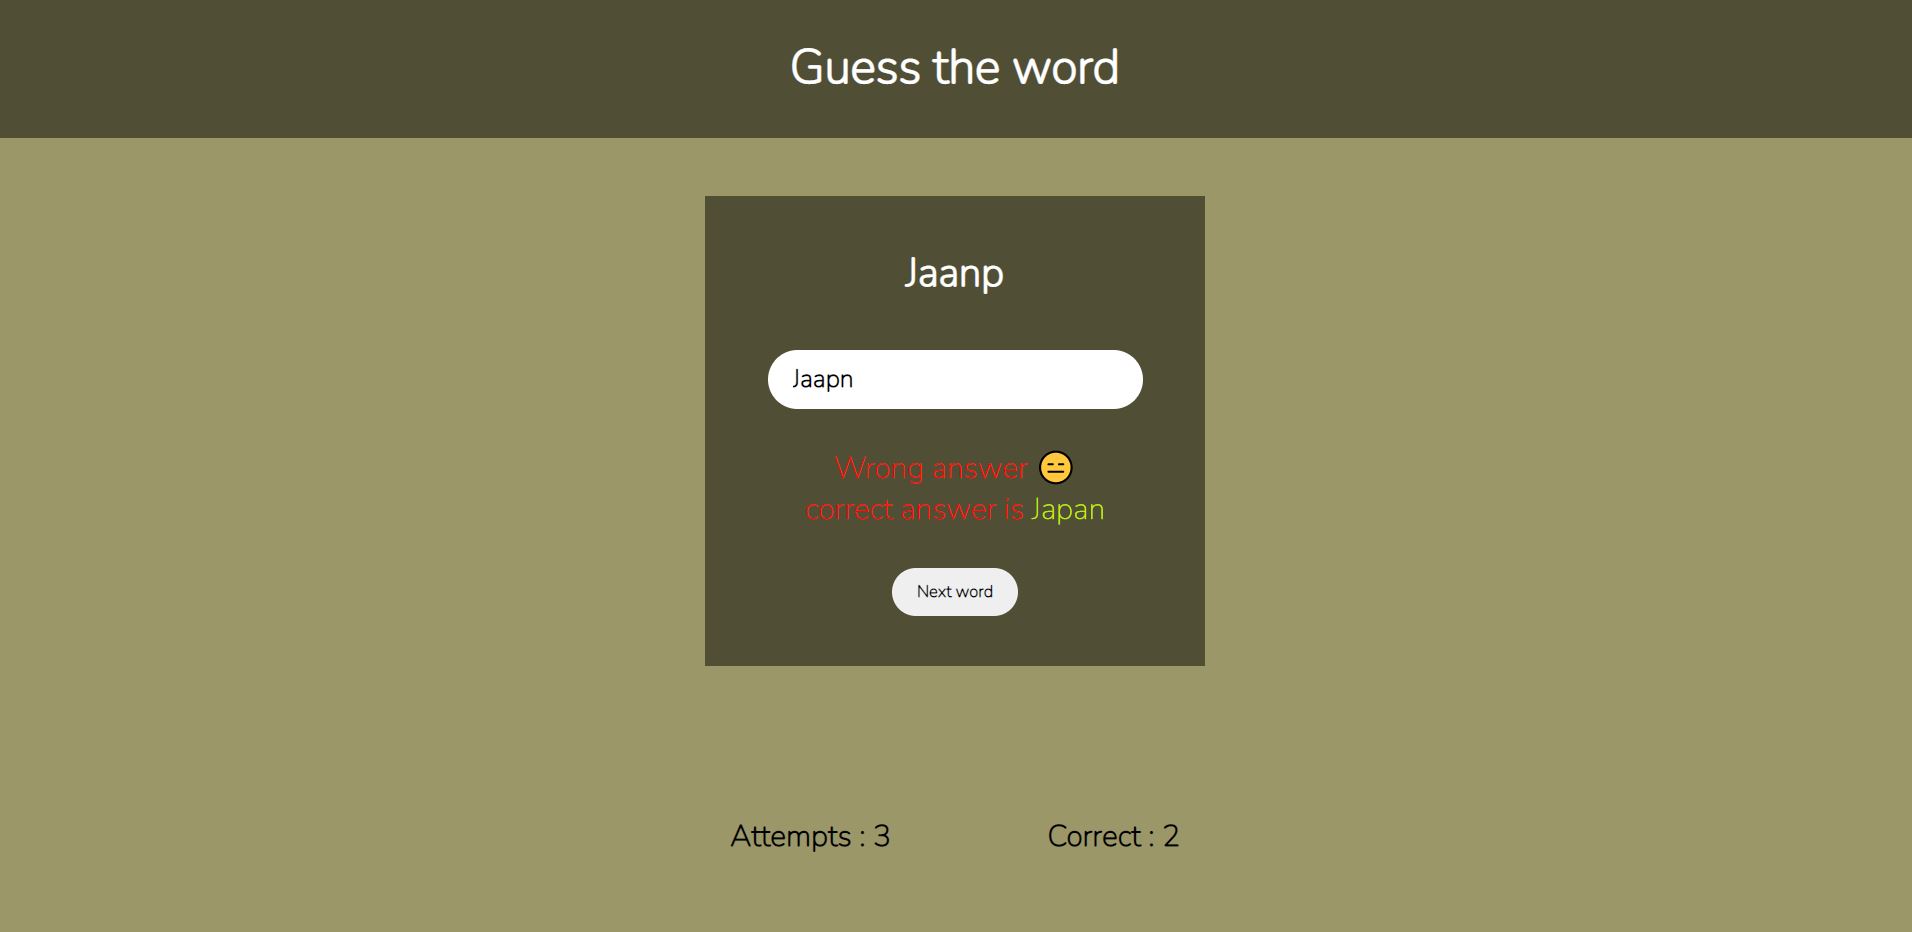 Guess the word
Jaanp
Jaapn
Wrong answer 😑
correct answer is Japan
Next word
Attempts : 3 Correct : 2